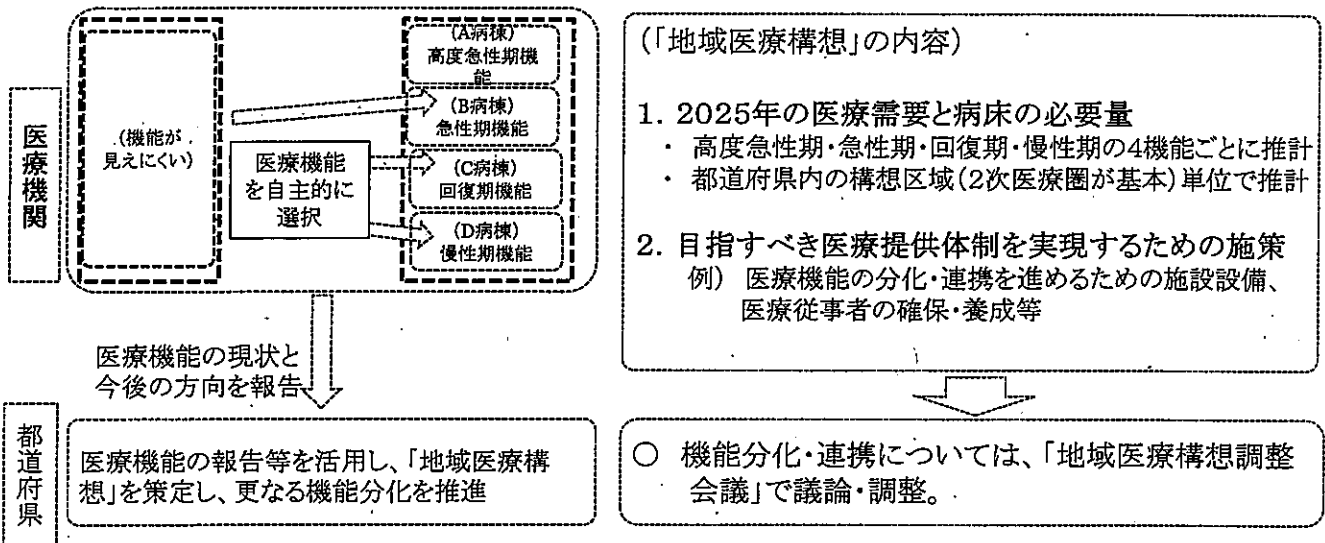 医療機関
(機能が
見えにくい)
医療機能
を自主的に
選択
(A病棟)
高度急性期機
能
(B病棟)
急性期機能
(C病棟)
回復期機能
(D病棟)
慢性期機能
医療機能の現状と
今後の方向を報告
都道府県
医療機能の報告等を活用し、「地域医療構
想」を策定し、更なる機能分化を推進
(「地域医療構想」の内容)
1. 2025年の医療需要と病床の必要量
・ 高度急性期・急性期・回復期・慢性期の4機能ごとに推計
・ 都道府県内の構想区域(2次医療圏が基本)単位で推計
2. 目指すべき医療提供体制を実現するための施策
例) 医療機能の分化・連携を進めるための施設設備、
医療従事者の確保・養成等
○ 機能分化・連携については、「地域医療構想調整
会議」で議論・調整。